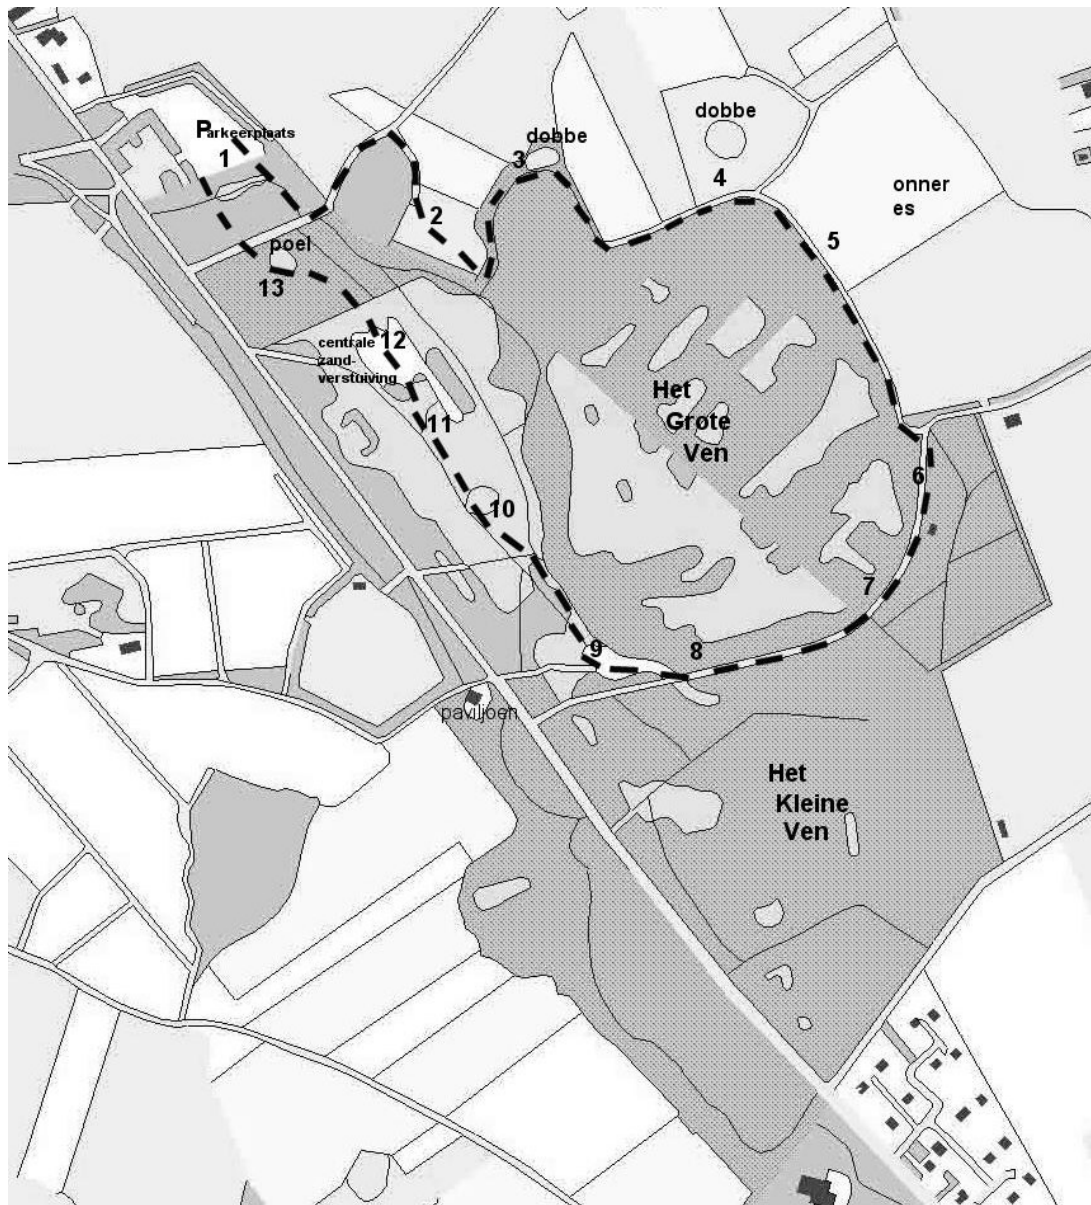 Parkeerplaats
1
dobbe
3
dobbe
4
onner
es
2
5
poel
13
centrale
zand-
verstuiving
12
11
Het
Grote
Ven
6
10
7
9
8
paviljoen
Het
Kleine
Ven